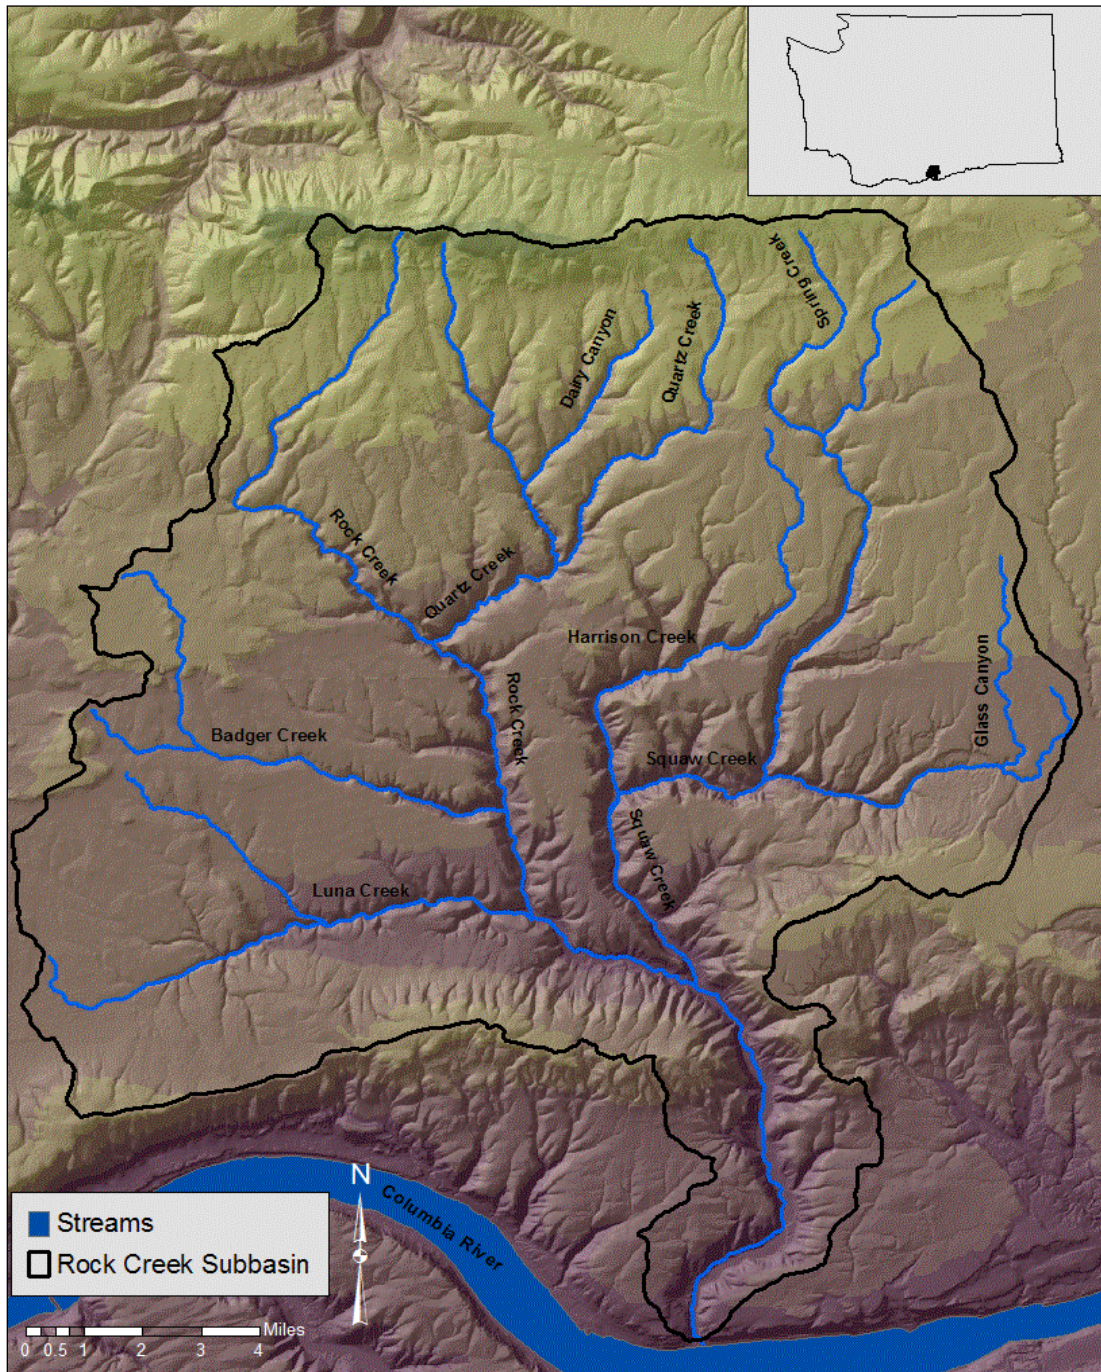 Spring Creek
Dairy Canyon
Quartz Creek
Rock Creek
Quartz Creek
Harrison Creek
Rock Creek
Glass Canyon
Badger Creek
Squaw Creek
Squaw Creek
Luna Creek
Columbia River
N
Streams
Rock Creek Subbasin
Miles
0 0.5 1 2 3 4